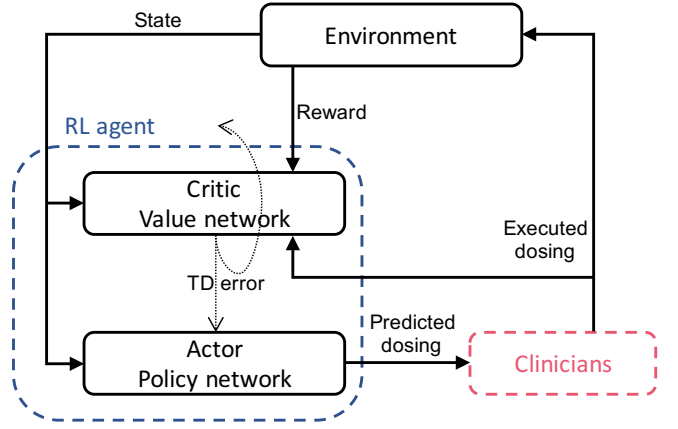 State
Environment
Reward
RL agent
Critic
Value network
Executed
dosing
TD error
Predicted
dosing
Actor
Policy network
Clinicians